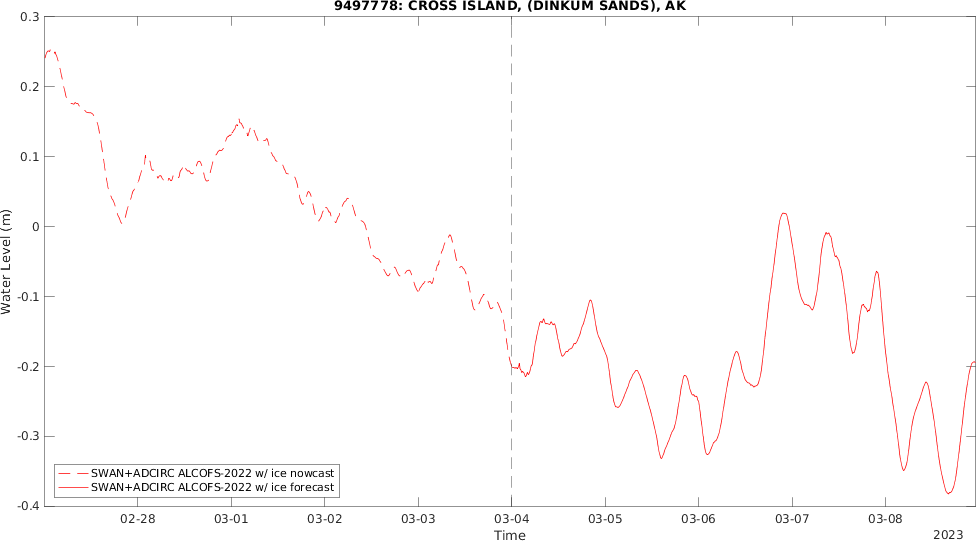 9497778: CROSS ISLAND, (DINKUM SANDS), AK
0.3
0.2
0.1
0
-0.1
-0.2
-0.3
-0.4
Water Level (m)
SWAN+ADCIRC ALCOFS-2022 w/ ice nowcast
SWAN+ADCIRC ALCOFS-2022 w/ ice forecast
02-28 03-01 03-02 03-03 03-04 03-05 03-06 03-07 03-08
Time
2023